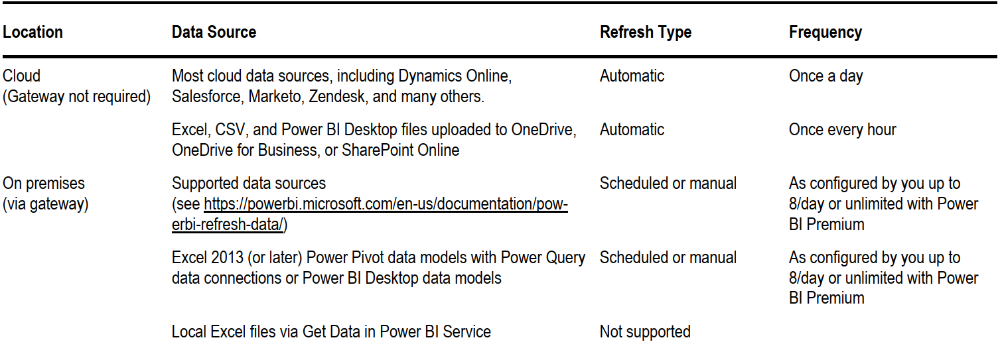 Location Data Source Refresh Type Frequency
Cloud Most cloud data sources, including Dynamics Online, Automatic Once a day
(Gateway not required) Salesforce, Marketo, Zendesk, and many others.
Excel, CSV, and Power BI Desktop files uploaded to OneDrive, Automatic Once every hour
OneDrive for Business, or SharePoint Online
On premises Supported data sources Scheduled or manual As configured by you up to
(via gateway) (see https://powerbi.microsoft.com/en-us/documentation/pow- 8/day or unlimited with Power
erbi-refresh-data/) BI Premium
Excel 2013 (or later) Power Pivot data models with Power Query Scheduled or manual As configured by you up to
data connections or Power BI Desktop data models 8/day or unlimited with Power
BI Premium
Local Excel files via Get Data in Power BI Service Not supported